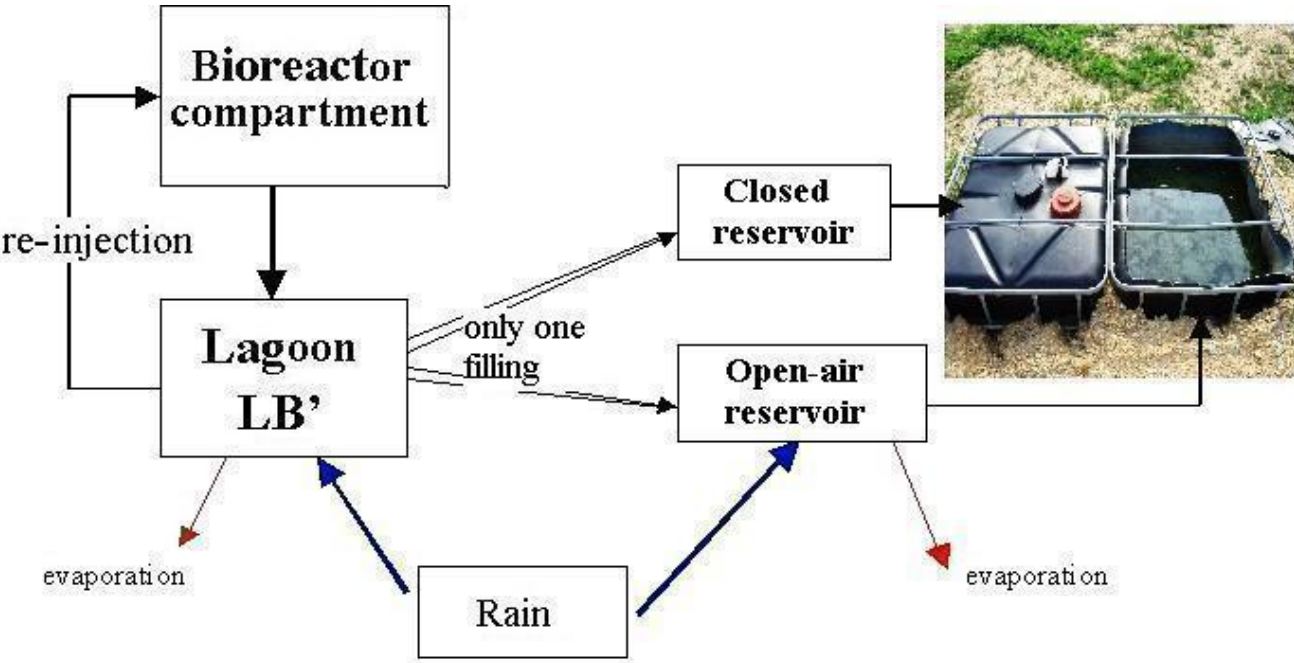 Bioreactor
compartment
re-injection
Closed
reservoir
Lagoon
LB’
only one
filling
Open-air
reservoir
evaporation
Rain
evaporation